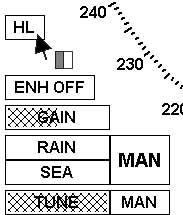 HL
240
230
220
ENH OFF
GAIN
RAIN
SEA
MAN
TUNE
MAN